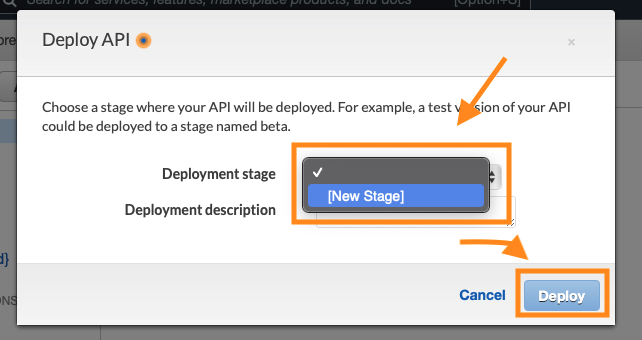 Search for services, features, marketplace products, and docs [Option+S]
Deploy API
×
Choose a stage where your API will be deployed. For example, a test version of your API
could be deployed to a stage named beta.
Deployment stage
✓
[New Stage]
Deployment description
d}
ONS
Cancel
Deploy